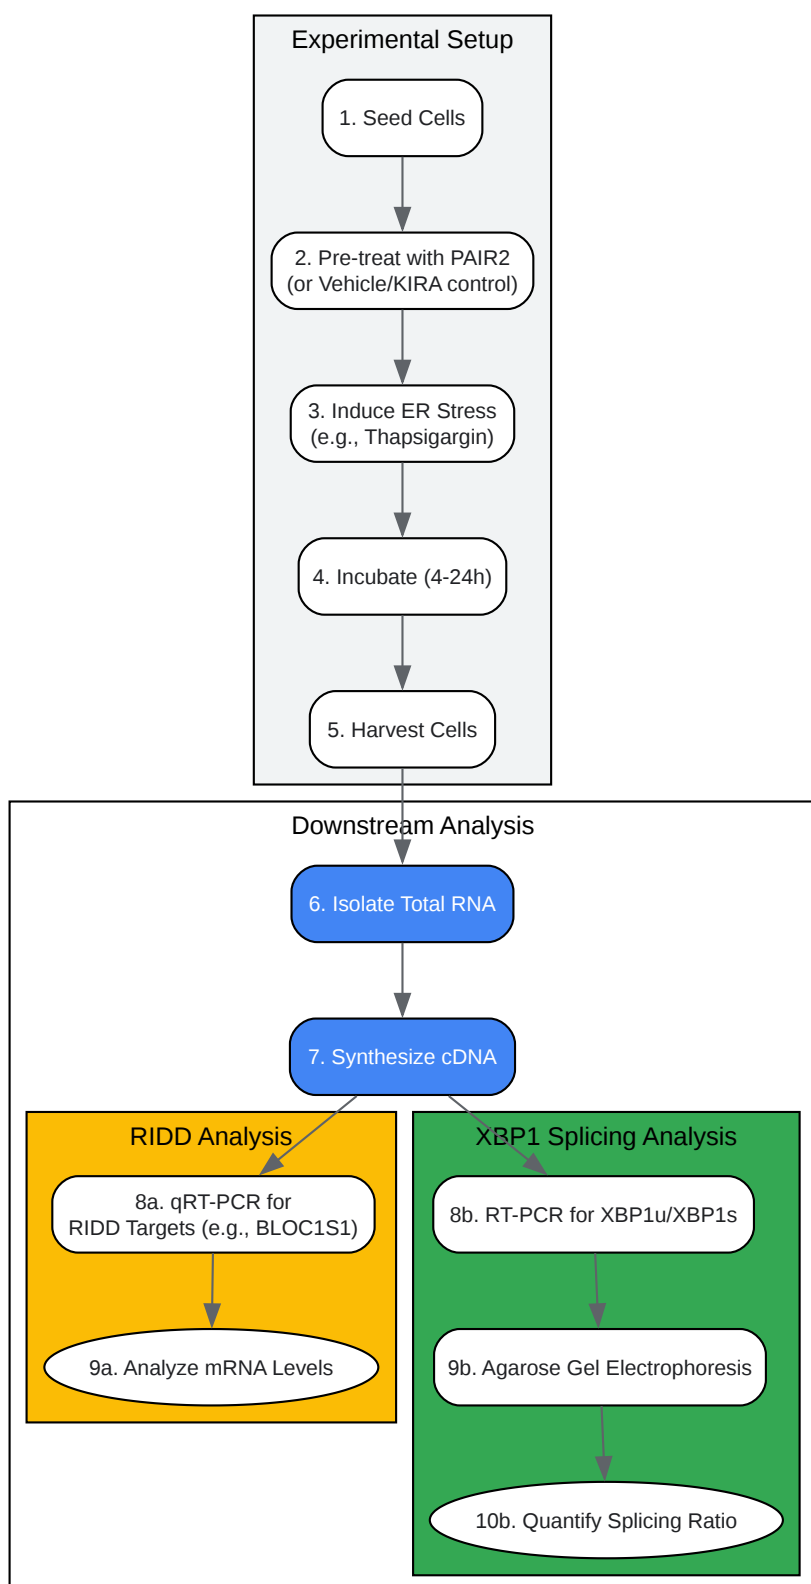 Experimental Setup
1. Seed Cells
2. Pre-treat with PAIR2
(or Vehicle/KIRA control)
3. Induce ER Stress
(e.g., Thapsigargin)
4. Incubate (4-24h)
5. Harvest Cells
Downstream Analysis
6. Isolate Total RNA
7. Synthesize cDNA
RIDD Analysis
8a. qRT-PCR for
RIDD Targets (e.g., BLOC1S1)
9a. Analyze mRNA Levels
XBP1 Splicing Analysis
8b. RT-PCR for XBP1u/XBP1s
9b. Agarose Gel Electrophoresis
10b. Quantify Splicing Ratio